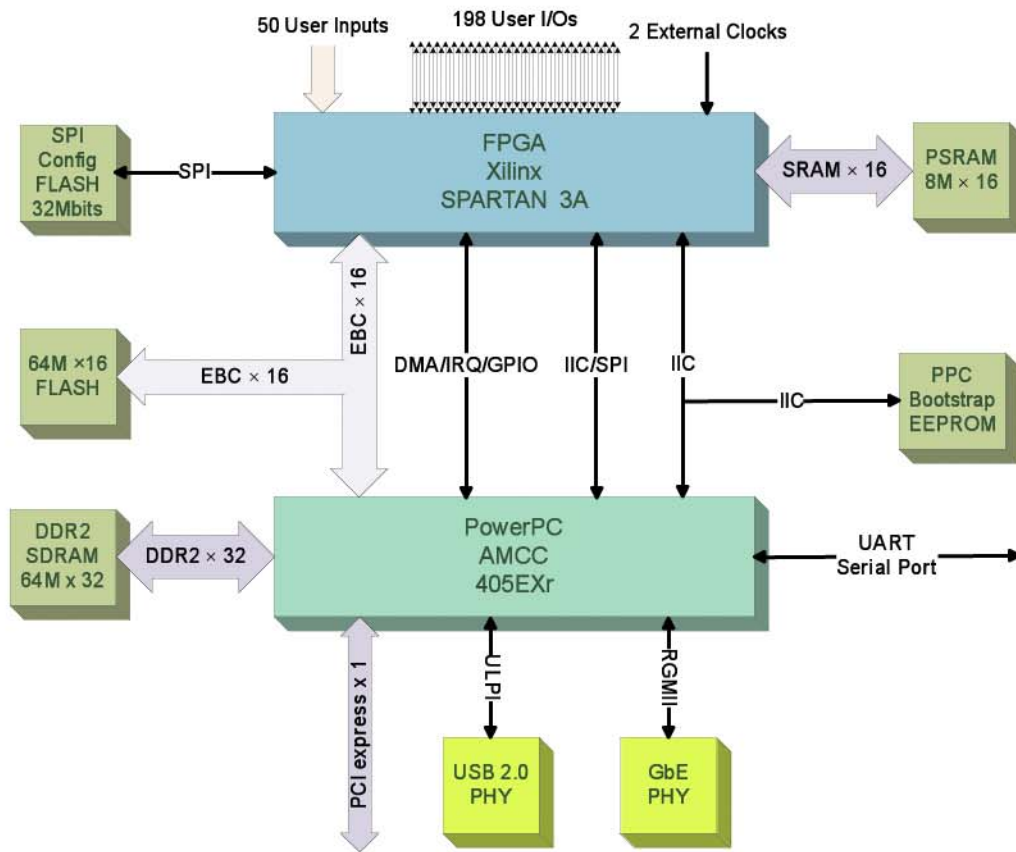 50 User Inputs
198 User I/Os
2 External Clocks
SPI
Config
FLASH
32Mbits
SPI
FPGA
Xilinx
SPARTAN 3A
SRAM × 16
PSRAM
8M × 16
EBC × 16
64M ×16
FLASH
EBC × 16
DMA/IRQ/GPIO
IIC/SPI
IIC
IIC
PPC
Bootstrap
EEPROM
DDR2
SDRAM
64M x 32
DDR2 × 32
PowerPC
AMCC
405EXr
UART
Serial Port
PCI express x 1
ULPI
RGMII
USB 2.0
PHY
GbE
PHY